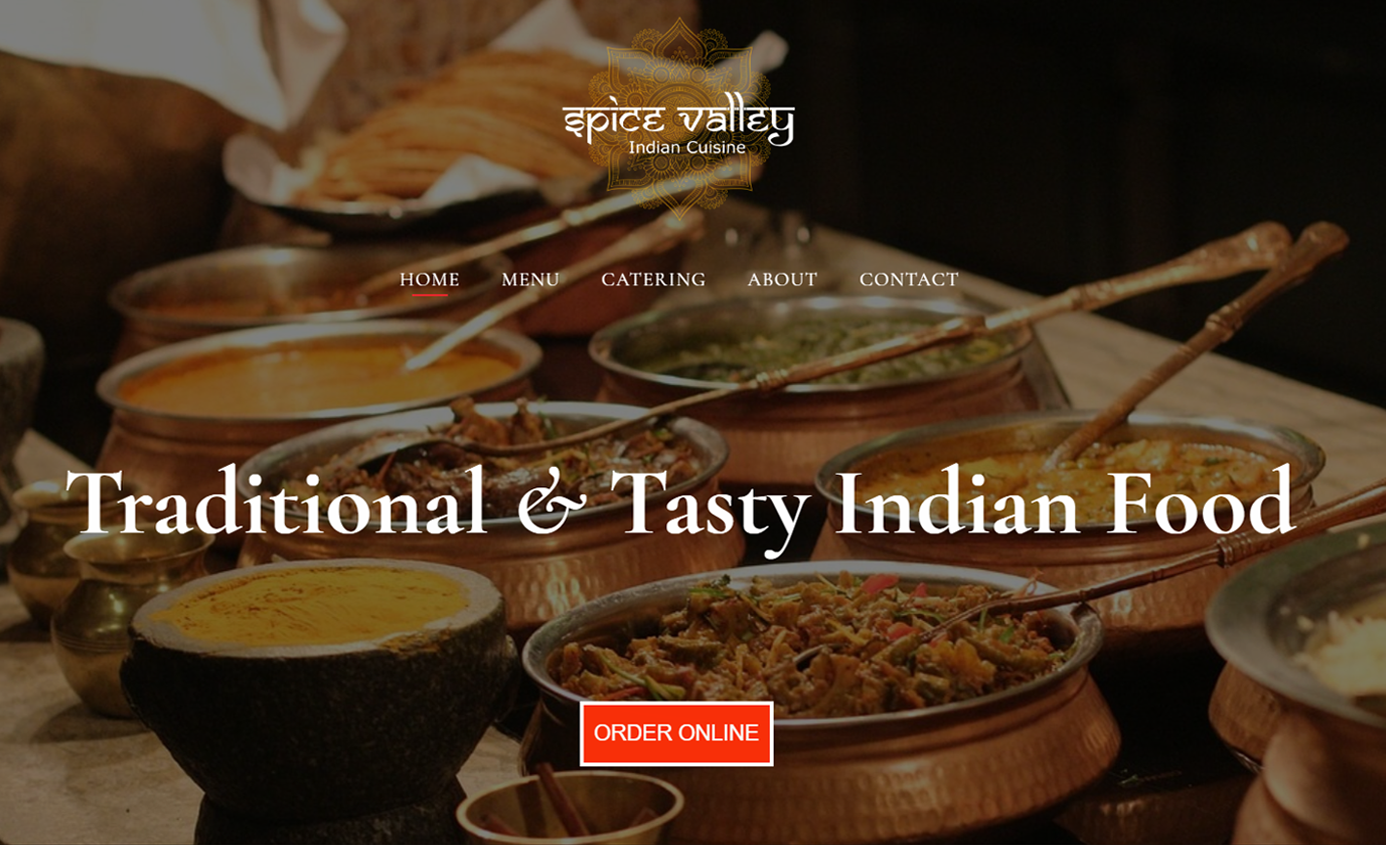 spice valley
Indian Cuisine
HOME MENU CATERING ABOUT CONTACT
Traditional & Tasty Indian Food
ORDER ONLINE